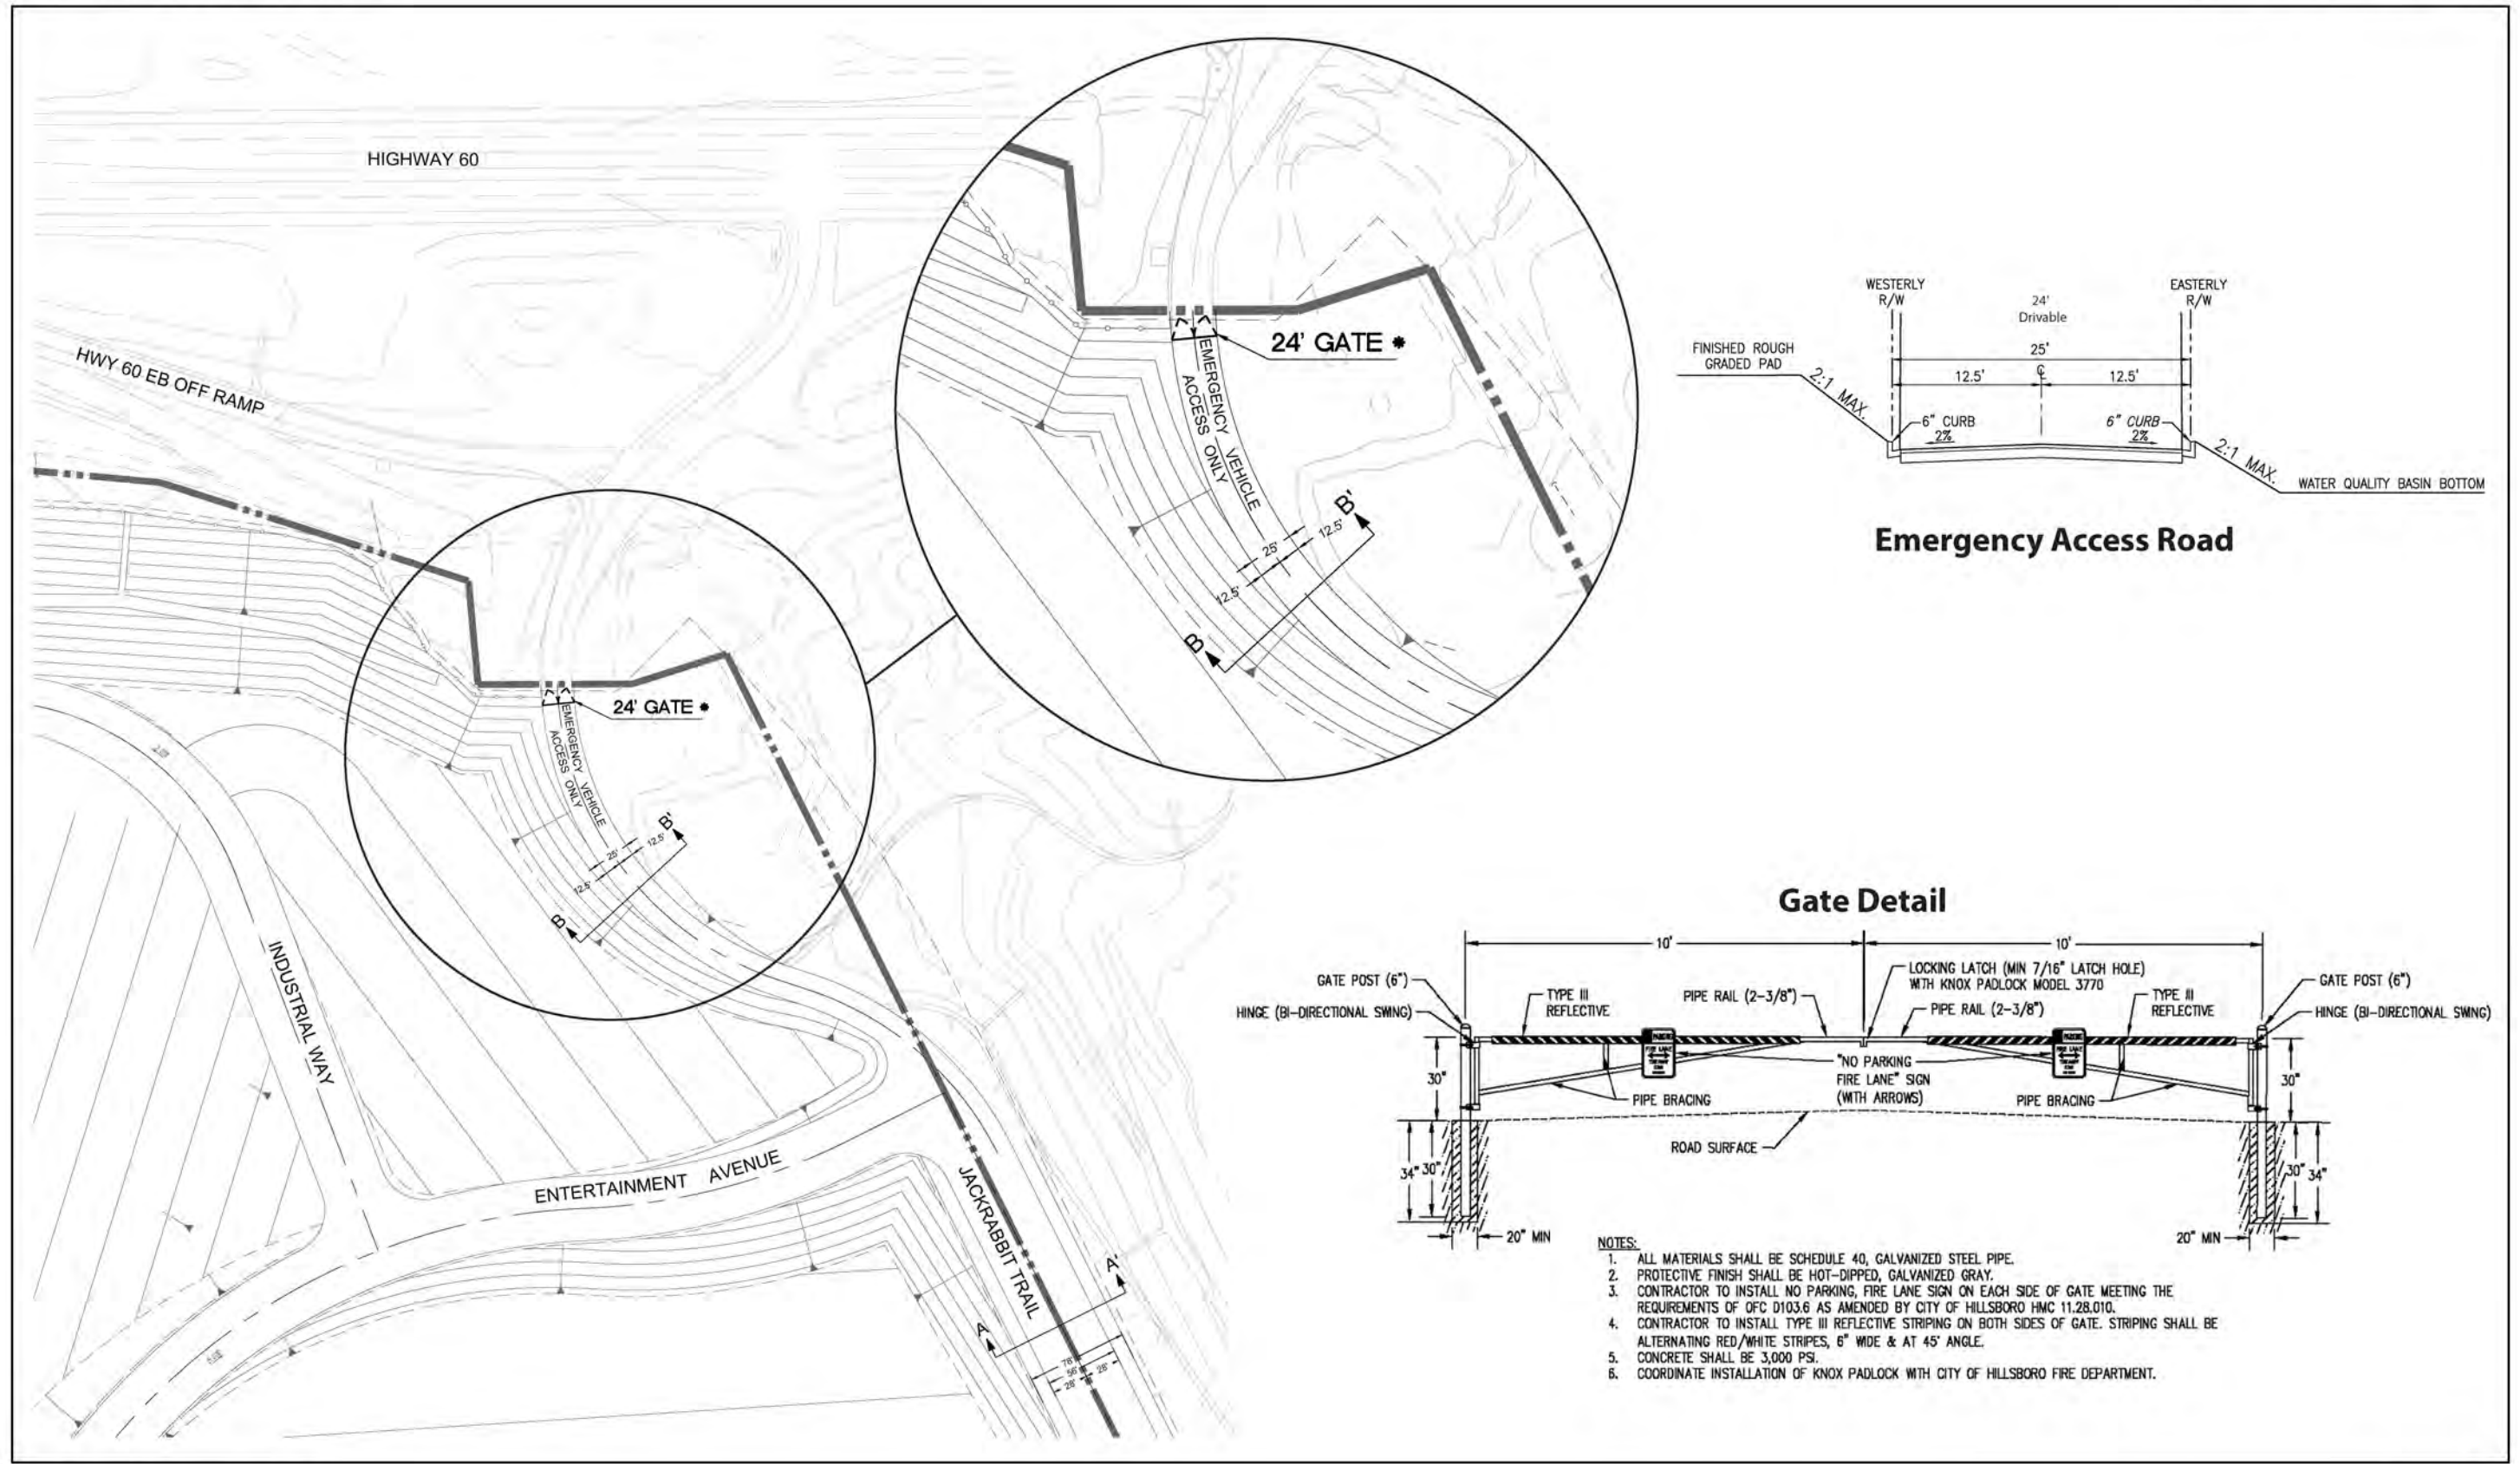 HIGHWAY 60
HWY 60 EB OFF RAMP
24' GATE *
EMERGENCY VEHICLE
ACCESS ONLY
25'
12.5'
12.5'
B'
B
INDUSTRIAL WAY
ENTERTAINMENT AVENUE
JACKRABBIT TRAIL
A'
A
78'
56'
28'
28'
24' GATE *
EMERGENCY VEHICLE
ACCESS ONLY
B'
12.5'
25'
12.5'
B
WESTERLY
R/W
24'
Drivable
EASTERLY
R/W
FINISHED ROUGH
GRADED PAD
25'
12.5'
℄
12.5'
2:1 MAX.
6" CURB
2%
6" CURB
2%
2:1 MAX.
WATER QUALITY BASIN BOTTOM
Emergency Access Road
Gate Detail
10'
10'
GATE POST (6")
HINGE (BI-DIRECTIONAL SWING)
TYPE III
REFLECTIVE
PIPE RAIL (2-3/8")
LOCKING LATCH (MIN 7/16" LATCH HOLE)
WITH KNOX PADLOCK MODEL 3770
PIPE RAIL (2-3/8")
TYPE III
REFLECTIVE
GATE POST (6")
HINGE (BI-DIRECTIONAL SWING)
30"
"NO PARKING
FIRE LANE" SIGN
(WITH ARROWS)
30"
PIPE BRACING
PIPE BRACING
ROAD SURFACE
34"
30"
30"
34"
20" MIN
20" MIN
NOTES:
1. ALL MATERIALS SHALL BE SCHEDULE 40, GALVANIZED STEEL PIPE.
2. PROTECTIVE FINISH SHALL BE HOT-DIPPED, GALVANIZED GRAY.
3. CONTRACTOR TO INSTALL NO PARKING, FIRE LANE SIGN ON EACH SIDE OF GATE MEETING THE
REQUIREMENTS OF OFC D103.6 AS AMENDED BY CITY OF HILLSBORO HMC 11.28.010.
4. CONTRACTOR TO INSTALL TYPE III REFLECTIVE STRIPING ON BOTH SIDES OF GATE. STRIPING SHALL BE
ALTERNATING RED/WHITE STRIPES, 6" WIDE & AT 45° ANGLE.
5. CONCRETE SHALL BE 3,000 PSI.
6. COORDINATE INSTALLATION OF KNOX PADLOCK WITH CITY OF HILLSBORO FIRE DEPARTMENT.